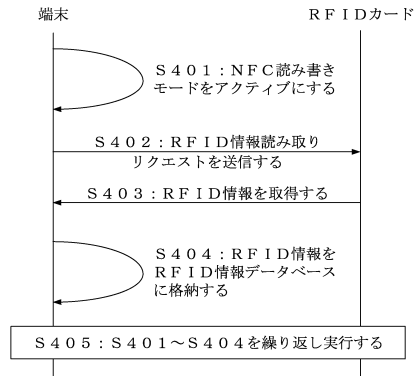 端末
ＲＦＩＤカード
Ｓ４０１：ＮＦＣ読み書き
モードをアクティブにする
Ｓ４０２：ＲＦＩＤ情報読み取り
リクエストを送信する
Ｓ４０３：ＲＦＩＤ情報を取得する
Ｓ４０４：ＲＦＩＤ情報を
ＲＦＩＤ情報データベース
に格納する
Ｓ４０５：Ｓ４０１～Ｓ４０４を繰り返し実行する